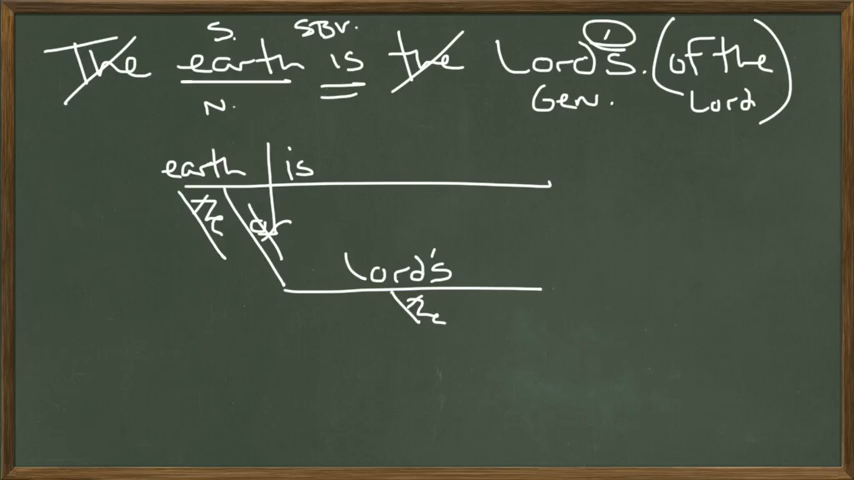 S. SBV.
The earth is the Lord's. (of the
N. Gen. Lord)
earth is
The
Lord's
The